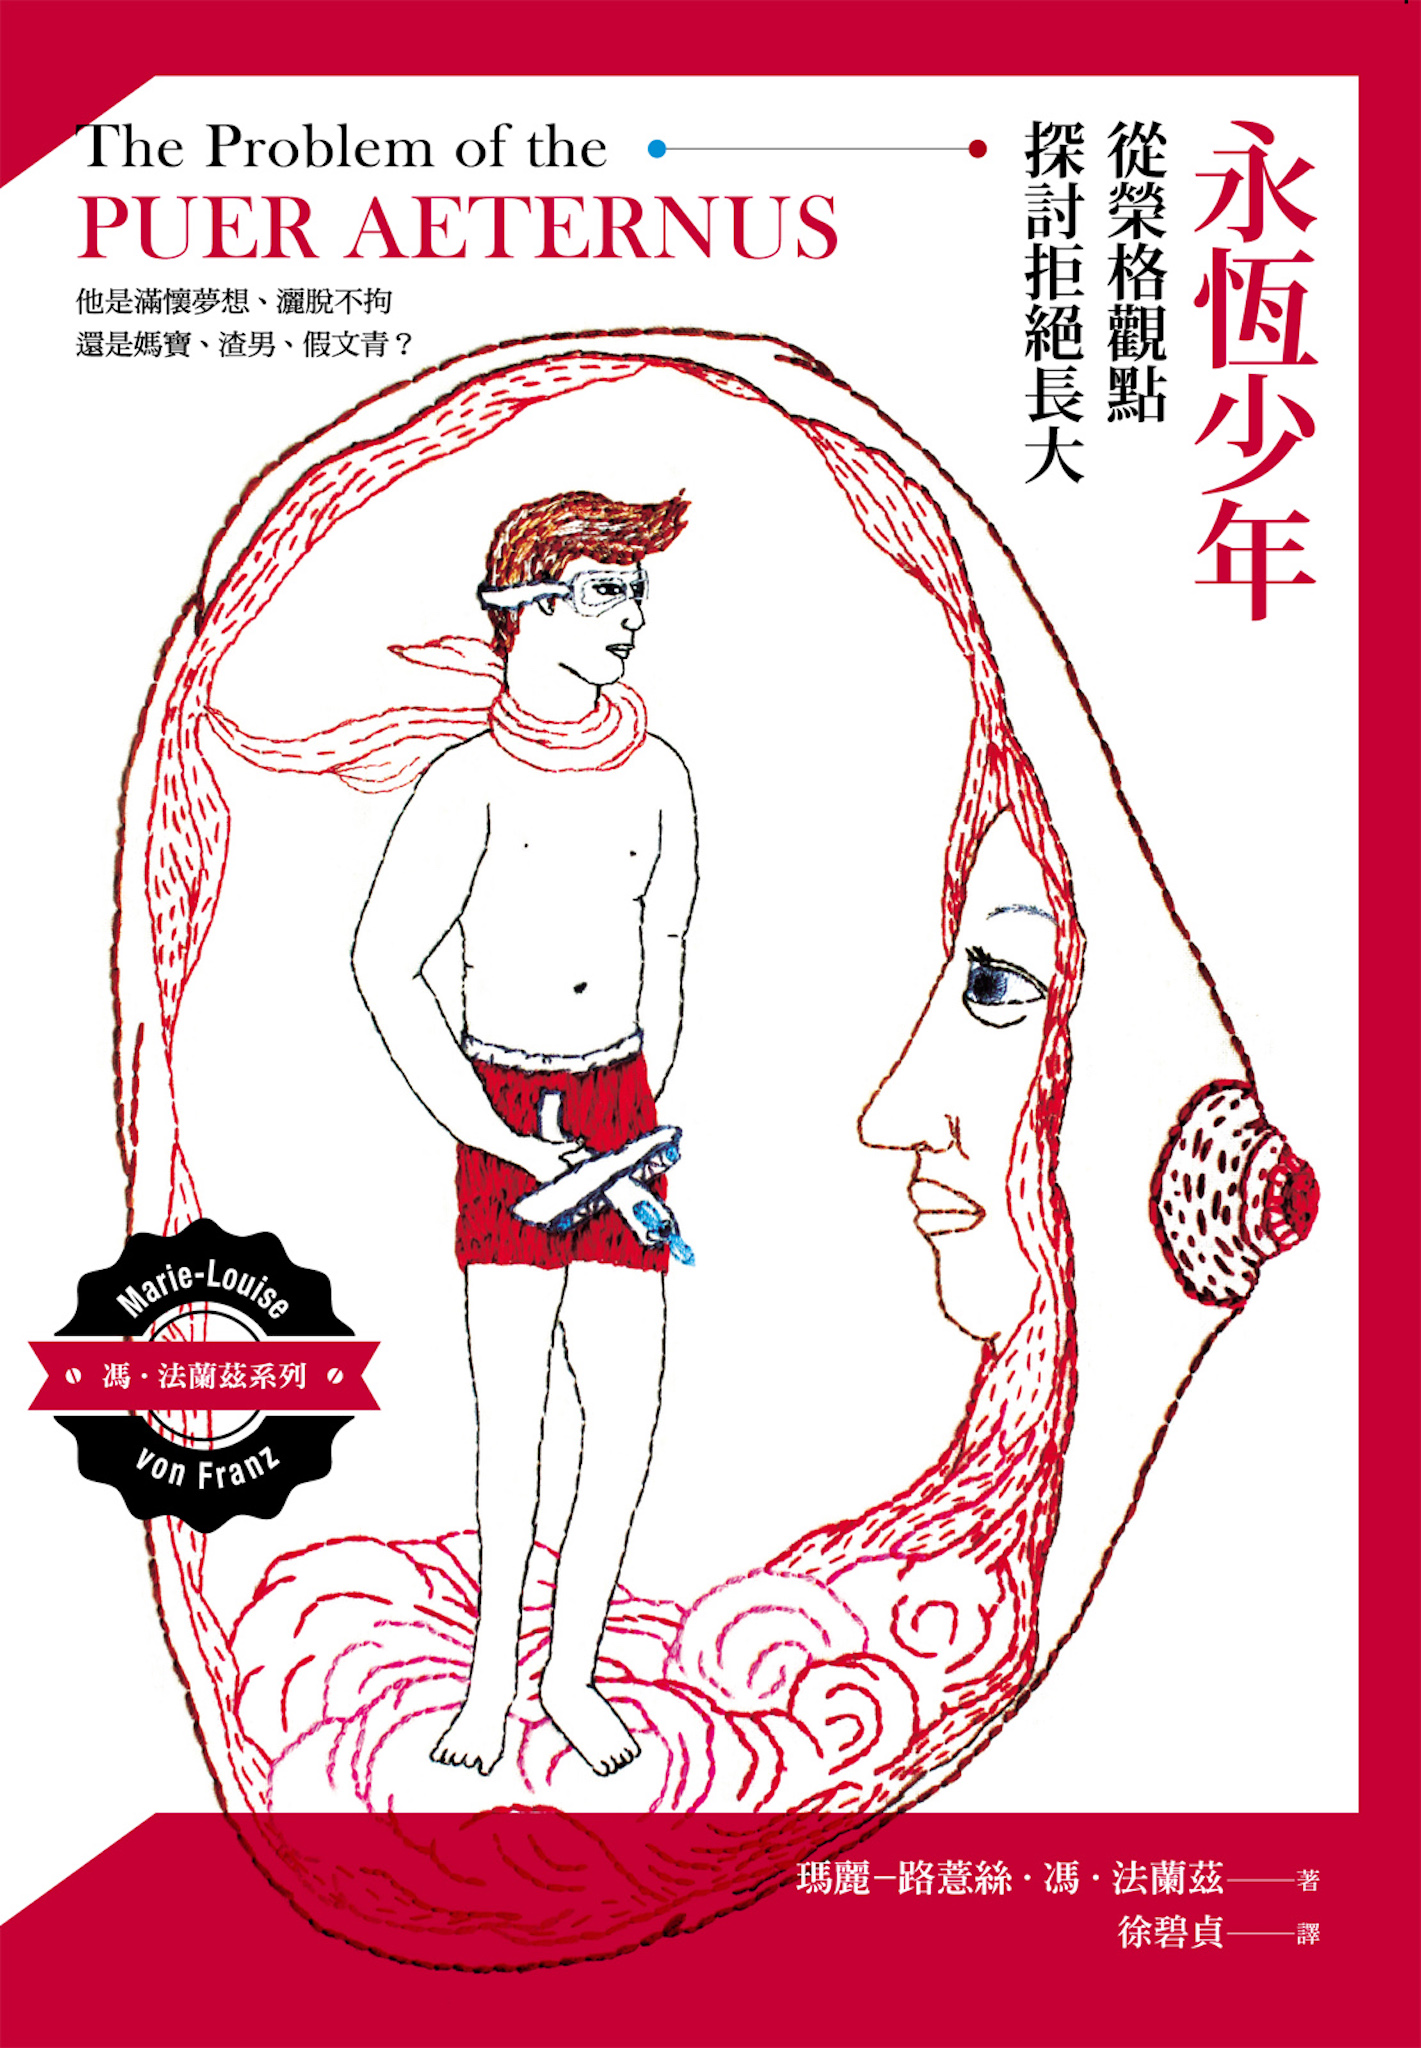 The Problem of the
PUER AETERNUS
他是滿懷夢想、灑脫不拘
還是媽寶、渣男、假文青？
永恆少年
從榮格觀點
探討拒絕長大
Marie-Louise
馮·法蘭茲系列
von Franz
瑪麗–路薏絲·馮·法蘭茲——著
徐碧貞——譯